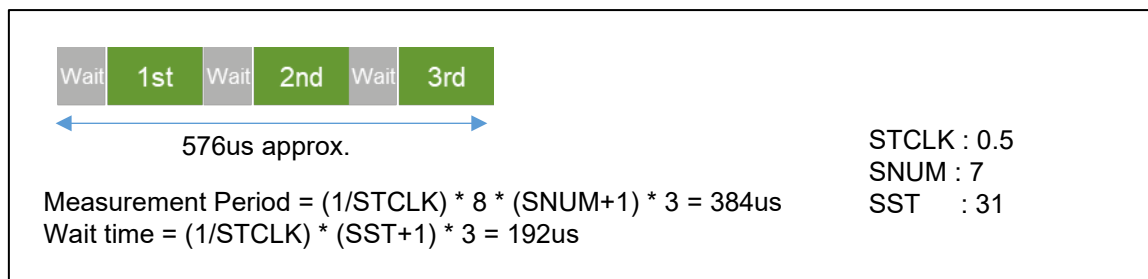 Wait 1st Wait 2nd Wait 3rd
576us approx.
STCLK : 0.5
SNUM : 7
SST : 31
Measurement Period = (1/STCLK) * 8 * (SNUM+1) * 3 = 384us
Wait time = (1/STCLK) * (SST+1) * 3 = 192us